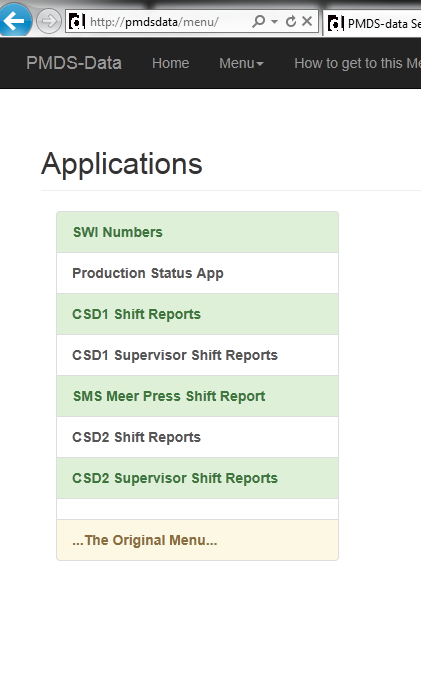 http://pmdsdata/menu/
PMDS-data Se
PMDS-Data Home Menu How to get to this Me
Applications
SWI Numbers
Production Status App
CSD1 Shift Reports
CSD1 Supervisor Shift Reports
SMS Meer Press Shift Report
CSD2 Shift Reports
CSD2 Supervisor Shift Reports
...The Original Menu...